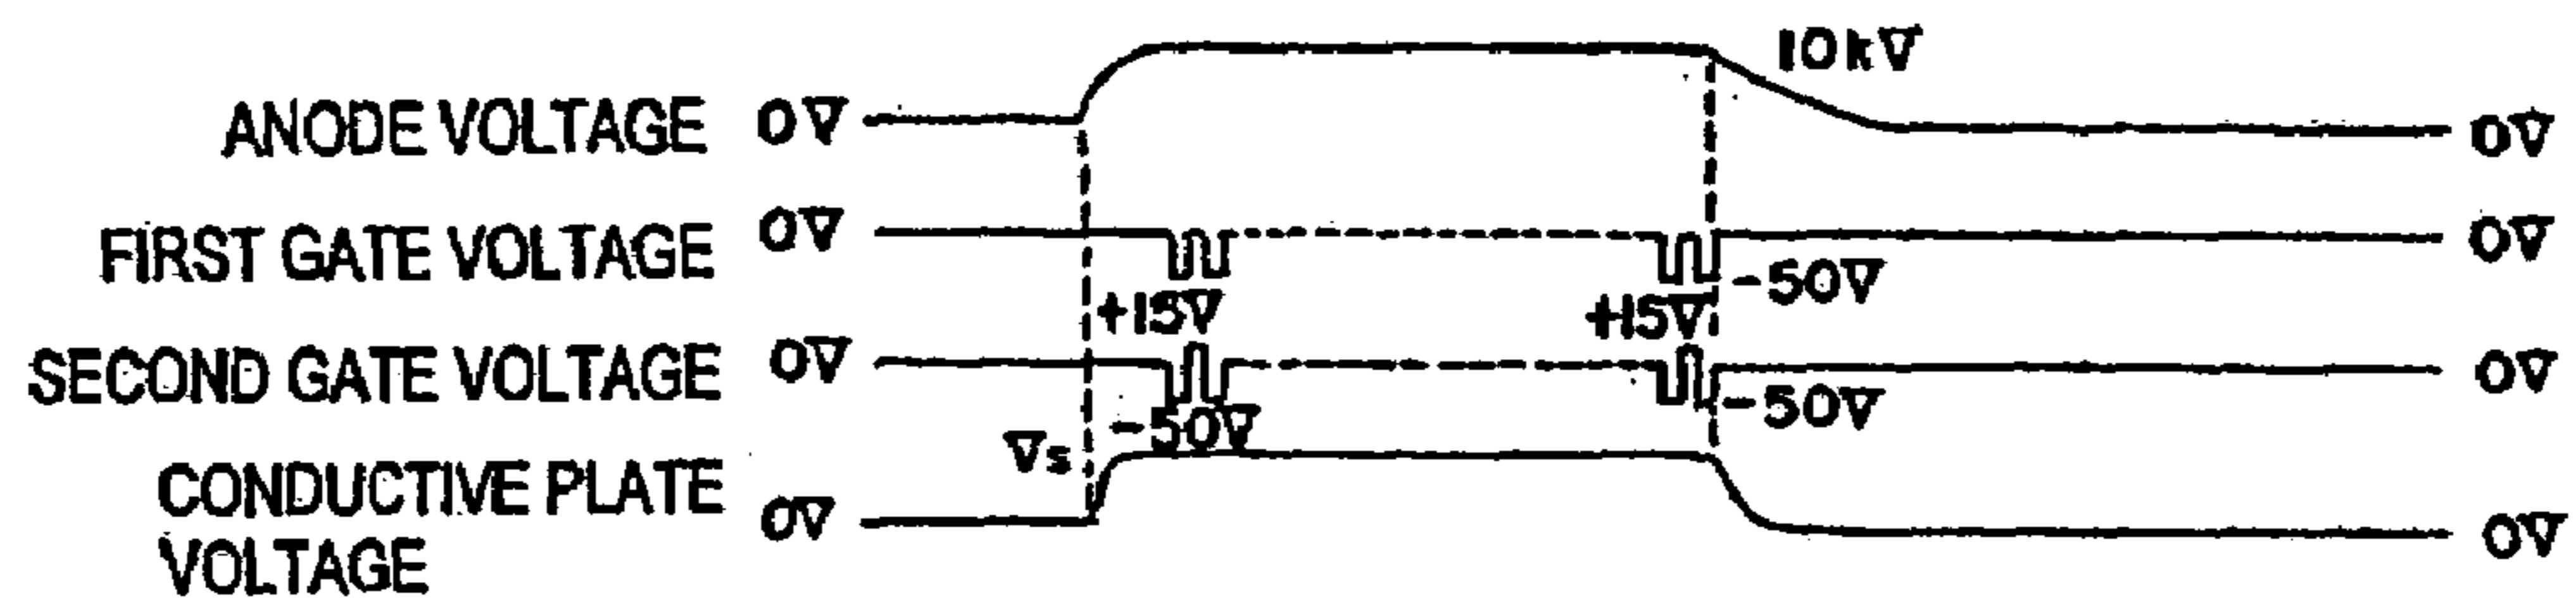 10kV
ANODE VOLTAGE 0V 0V
FIRST GATE VOLTAGE 0V 0V
-50V
+15V +15V
SECOND GATE VOLTAGE 0V 0V
-50V -50V
Vs
CONDUCTIVE PLATE
VOLTAGE
0V 0V